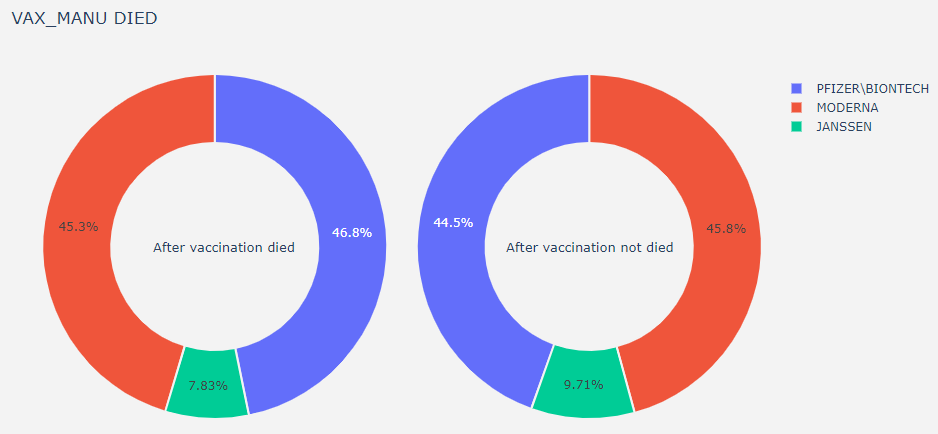 VAX_MANU DIED
PFIZER\BIONTECH
MODERNA
JANSSEN
45.3%
After vaccination died
46.8%
7.83%
44.5%
After vaccination not died
45.8%
9.71%